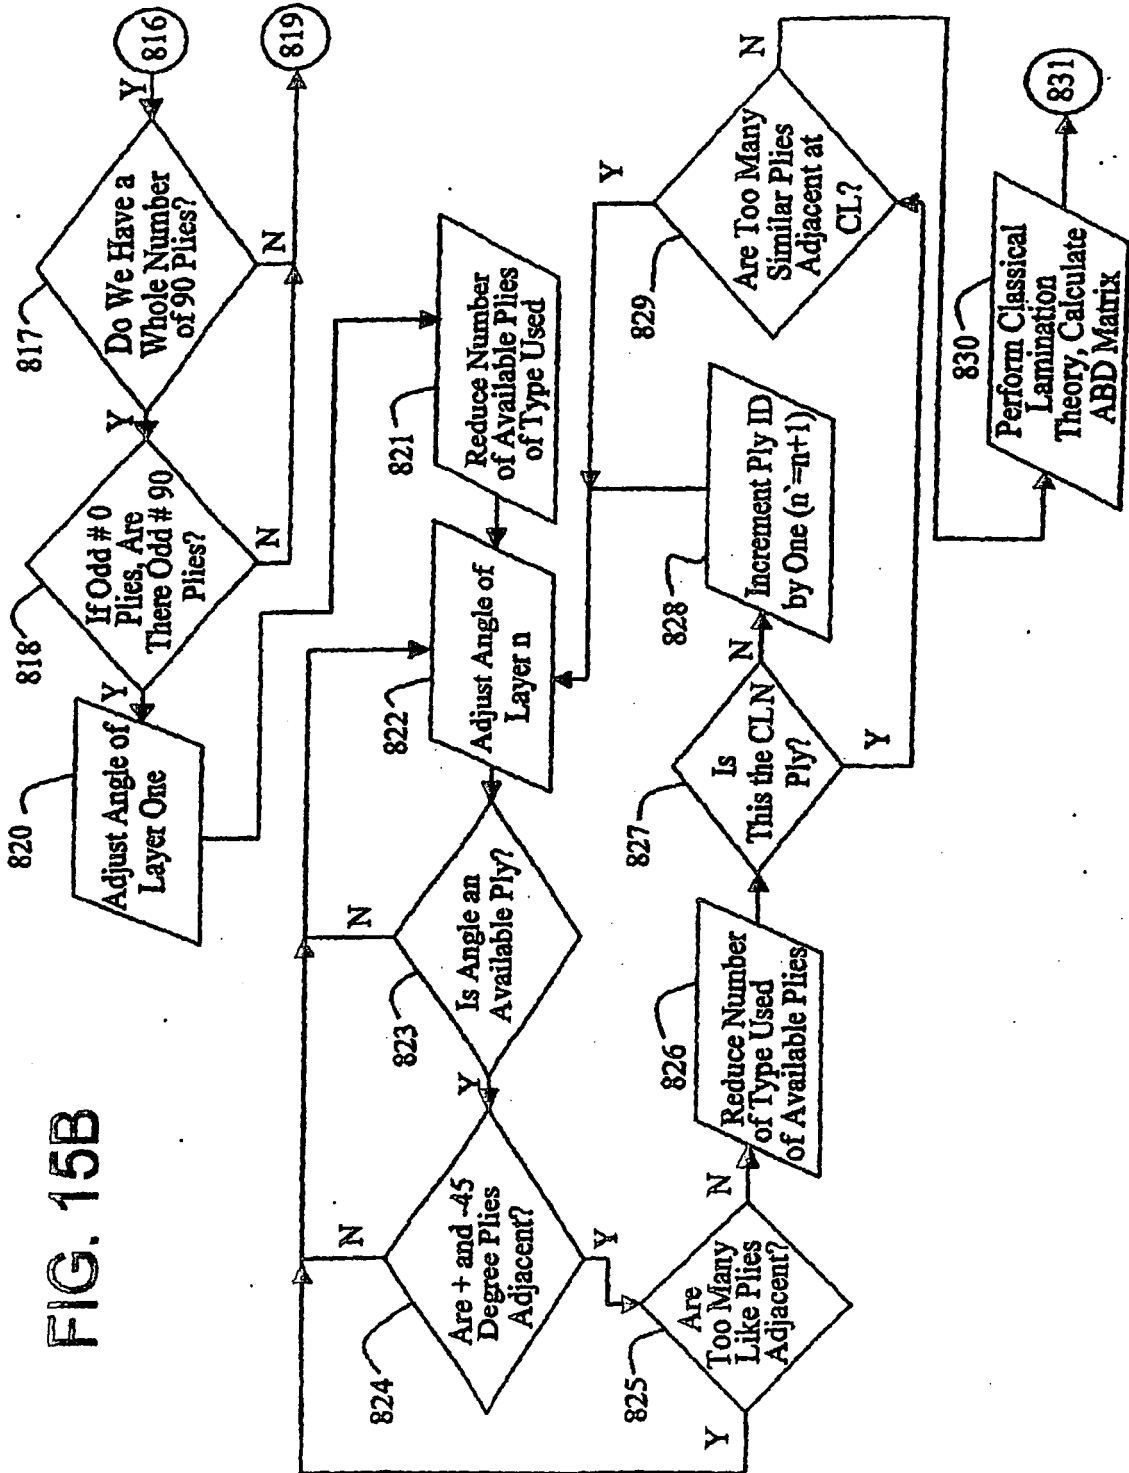 FIG. 15B
816
Y
817
Do We Have a
Whole Number
of 90 Plies?
N
819
Y
818
If Odd # 0
Plies, Are
There Odd # 90
Plies?
N
Y
820
Adjust Angle of
Layer One
821
Reduce Number
of Available Plies
of Type Used
822
Adjust Angle of
Layer n
823
Is Angle an
Available Ply?
N
Y
824
Are + and -45
Degree Plies
Adjacent?
N
Y
825
Are
Too Many
Like Plies
Adjacent?
Y
N
826
Reduce Number
of Type Used
of Available Plies
827
Is
This the CLN
Ply?
N
Y
828
Increment Ply ID
by One (n`=n+1)
829
Are Too Many
Similar Plies
Adjacent at
CL?
Y
N
830
Perform Classical
Lamination
Theory, Calculate
ABD Matrix
831